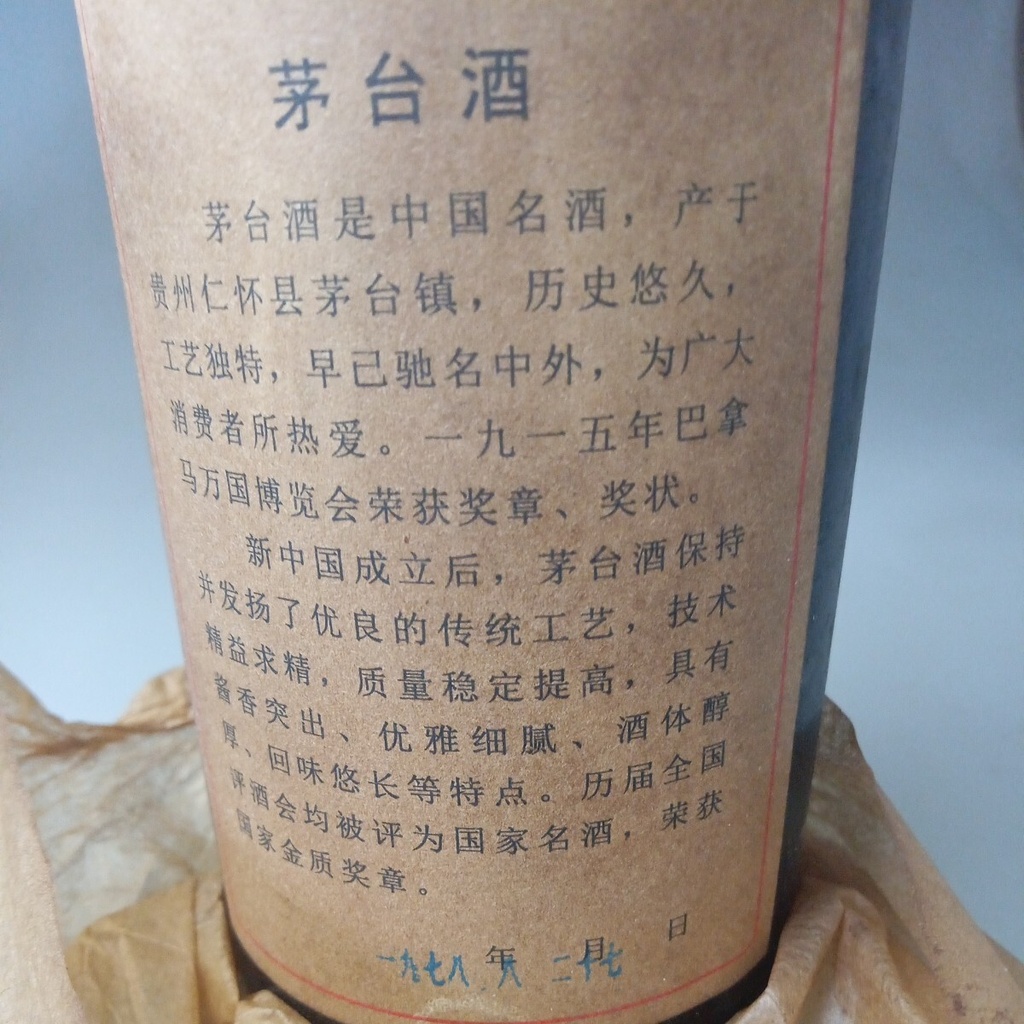 茅台酒
茅台酒是中国名酒，产于
贵州仁怀县茅台镇，历史悠久，
工艺独特，早已驰名中外，为广大
消费者所热爱。一九一五年巴拿
马万国博览会荣获奖章、奖状。
新中国成立后，茅台酒保持
并发扬了优良的传统工艺，技术
精益求精，质量稳定提高，具有
酱香突出、优雅细腻、酒体醇
厚、回味悠长等特点。历届全国
评酒会均被评为国家名酒，荣获
国家金质奖章。
年 月 日
一九七八 六 二十七